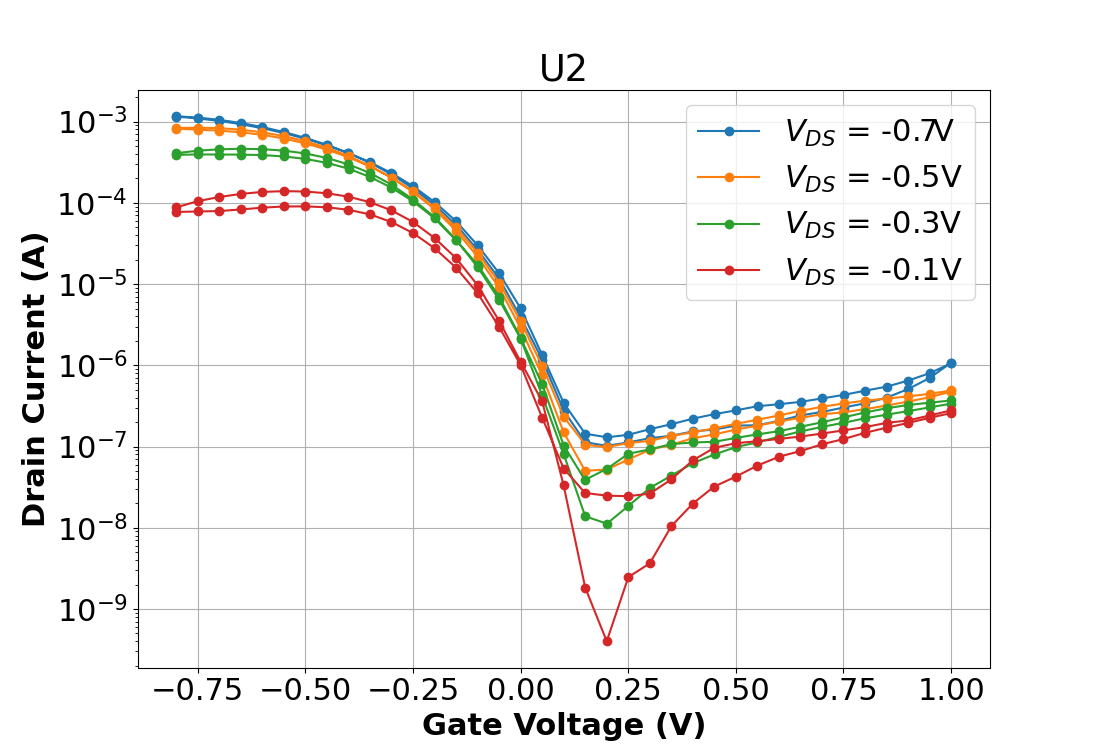 U2
Drain Current (A)
10⁻³
10⁻⁴
10⁻⁵
10⁻⁶
10⁻⁷
10⁻⁸
10⁻⁹
V_DS = -0.7V
V_DS = -0.5V
V_DS = -0.3V
V_DS = -0.1V
−0.75 −0.50 −0.25 0.00 0.25 0.50 0.75 1.00
Gate Voltage (V)